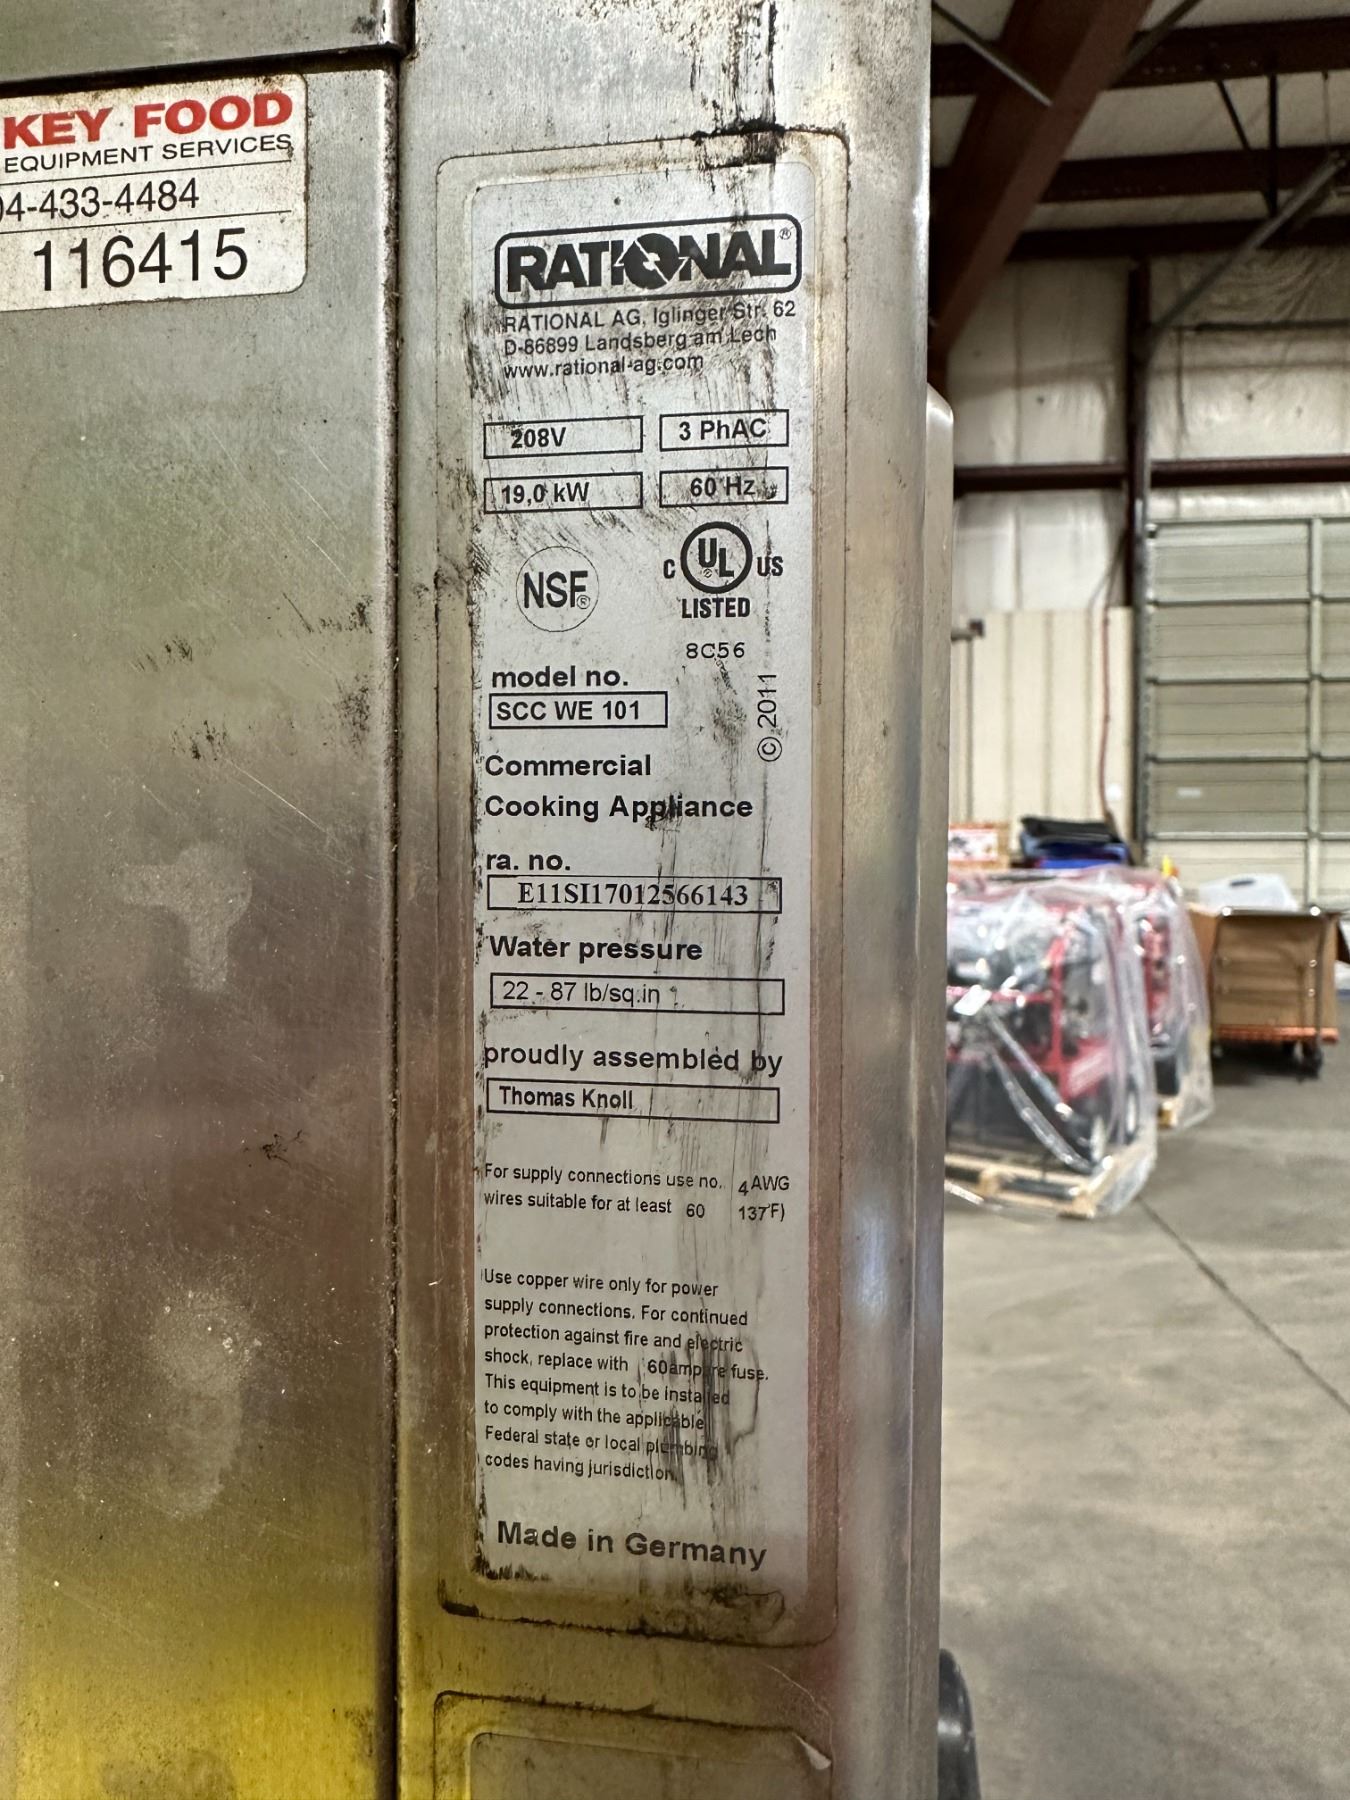 KEY FOOD
EQUIPMENT SERVICES
04-433-4484
116415
RATIONAL®
RATIONAL AG, Iglinger Str. 62
D-86899 Landsberg am Lech
www.rational-ag.com
208V 3 PhAC
19,0 kW 60 Hz
NSF®
C UL® US
LISTED
8C56
© 2011
model no.
SCC WE 101
Commercial
Cooking Appliance
ra. no.
E11SI17012566143
Water pressure
22 - 87 lb/sq.in
proudly assembled by
Thomas Knoll
For supply connections use no. 4 AWG
wires suitable for at least 60 137°F)
Use copper wire only for power
supply connections. For continued
protection against fire and electric
shock, replace with 60ampere fuse.
This equipment is to be installed
to comply with the applicable
Federal state or local plumbing
codes having jurisdiction.
Made in Germany